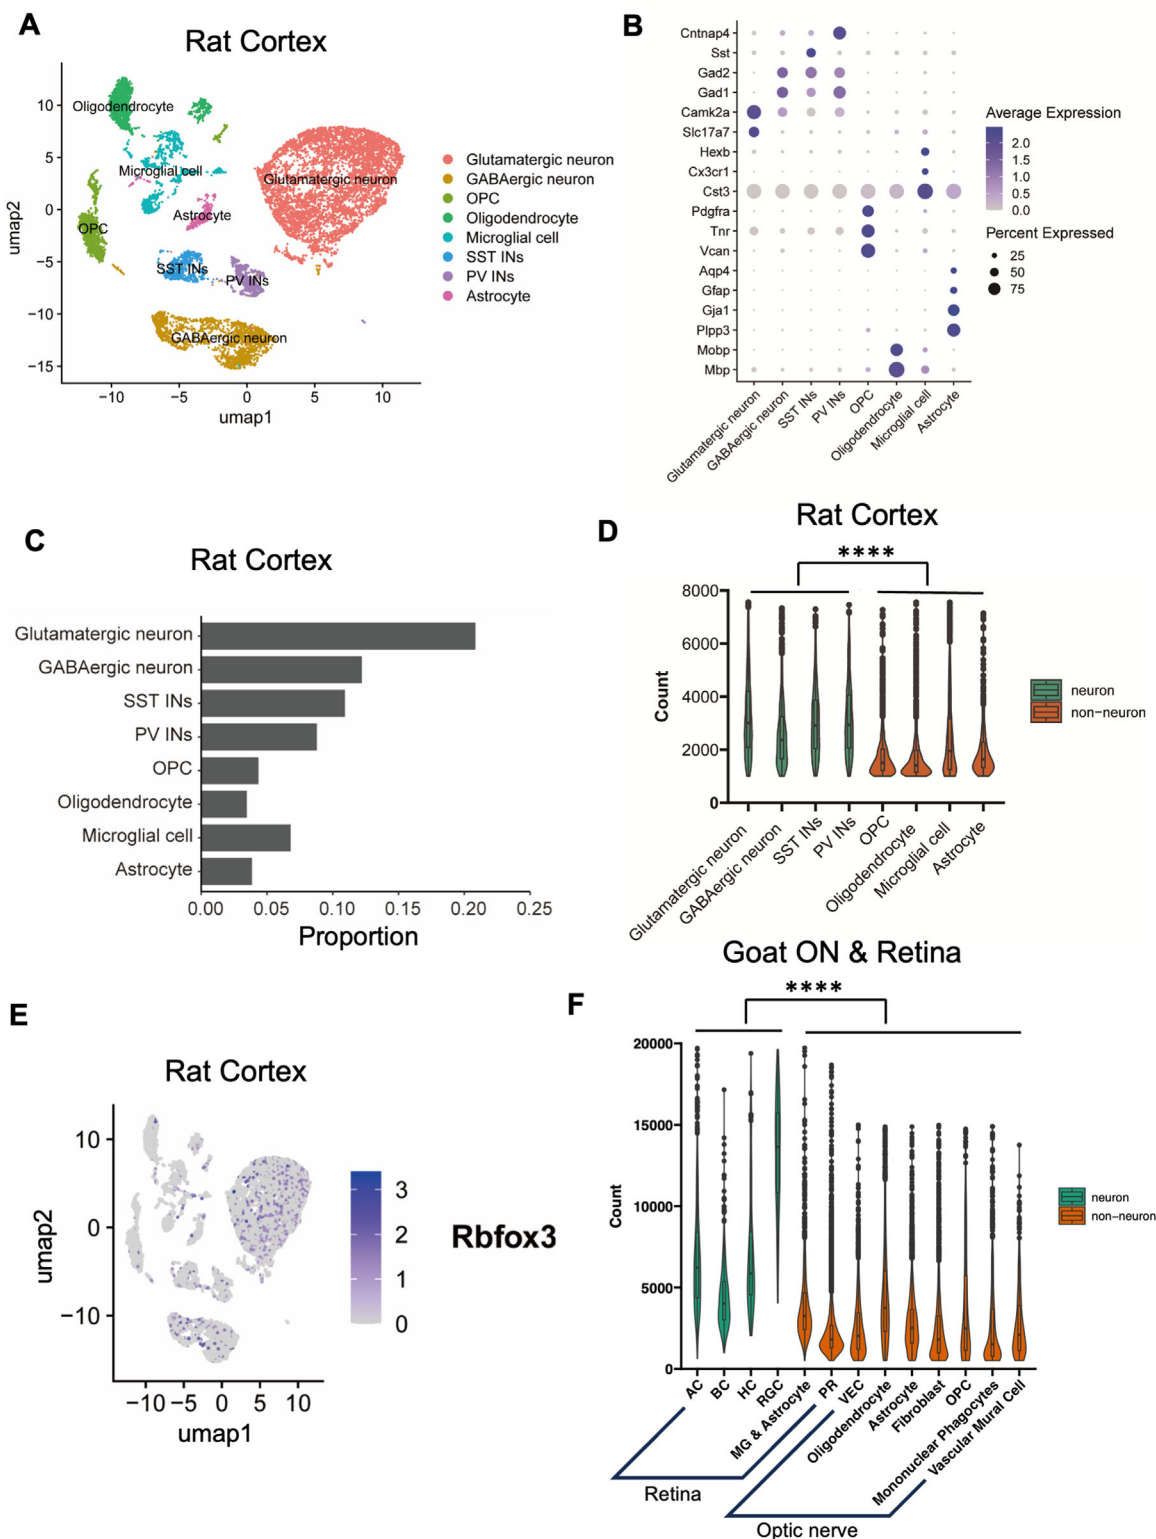 A
Rat Cortex
10
5
0
−5
−10
−15
umap2
−10
−5
0
5
10
umap1
Oligodendrocyte
Microglial cell
Glutamatergic neuron
Astrocyte
OPC
SST INs
PV INs
GABAergic neuron
Glutamatergic neuron
GABAergic neuron
OPC
Oligodendrocyte
Microglial cell
SST INs
PV INs
Astrocyte
B
Cntnap4
Sst
Gad2
Gad1
Camk2a
Slc17a7
Hexb
Cx3cr1
Cst3
Pdgfra
Tnr
Vcan
Aqp4
Gfap
Gja1
Plpp3
Mobp
Mbp
Glutamatergic neuron
GABAergic neuron
SST INs
PV INs
OPC
Oligodendrocyte
Microglial cell
Astrocyte
Average Expression
2.0
1.5
1.0
0.5
0.0
Percent Expressed
25
50
75
C
Rat Cortex
Glutamatergic neuron
GABAergic neuron
SST INs
PV INs
OPC
Oligodendrocyte
Microglial cell
Astrocyte
0.00
0.05
0.10
0.15
0.20
0.25
Proportion
D
Rat Cortex
****
8000
6000
4000
2000
0
Count
Glutamatergic neuron
GABAergic neuron
SST INs
PV INs
OPC
Oligodendrocyte
Microglial cell
Astrocyte
neuron
non−neuron
E
Rat Cortex
10
0
−10
umap2
−10
−5
0
5
10
umap1
3
2
1
0
Rbfox3
F
Goat ON & Retina
****
20000
15000
10000
5000
0
Count
AC
BC
HC
RGC
MG & Astrocyte
PR
VEC
Oligodendrocyte
Astrocyte
Fibroblast
OPC
Mononuclear Phagocytes
Vascular Mural Cell
Retina
Optic nerve
neuron
non−neuron